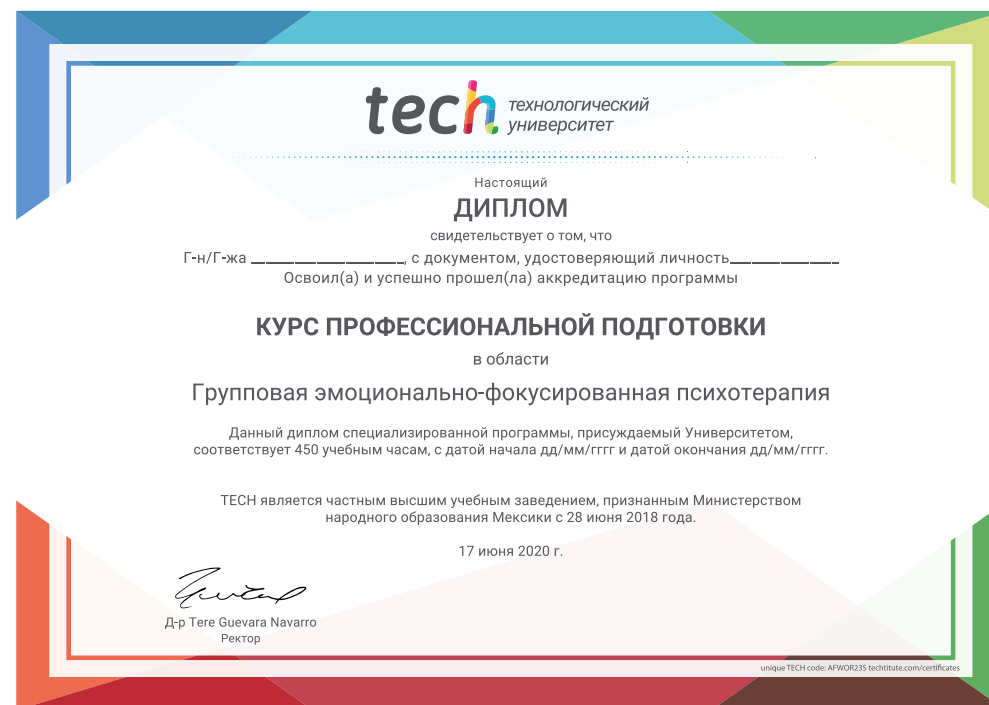 tech технологический
университет
Настоящий
ДИПЛОМ
свидетельствует о том, что
Г-н/Г-жа ____________________, с документом, удостоверяющий личность______________
Освоил(а) и успешно прошел(ла) аккредитацию программы
КУРС ПРОФЕССИОНАЛЬНОЙ ПОДГОТОВКИ
в области
Групповая эмоционально-фокусированная психотерапия
Данный диплом специализированной программы, присуждаемый Университетом,
соответствует 450 учебным часам, с датой начала дд/мм/гггг и датой окончания дд/мм/гггг.
TECH является частным высшим учебным заведением, признанным Министерством
народного образования Мексики с 28 июня 2018 года.
17 июня 2020 г.
Д-р Tere Guevara Navarro
Ректор
unique TECH code: AFWOR23S techtitute.com/certificates